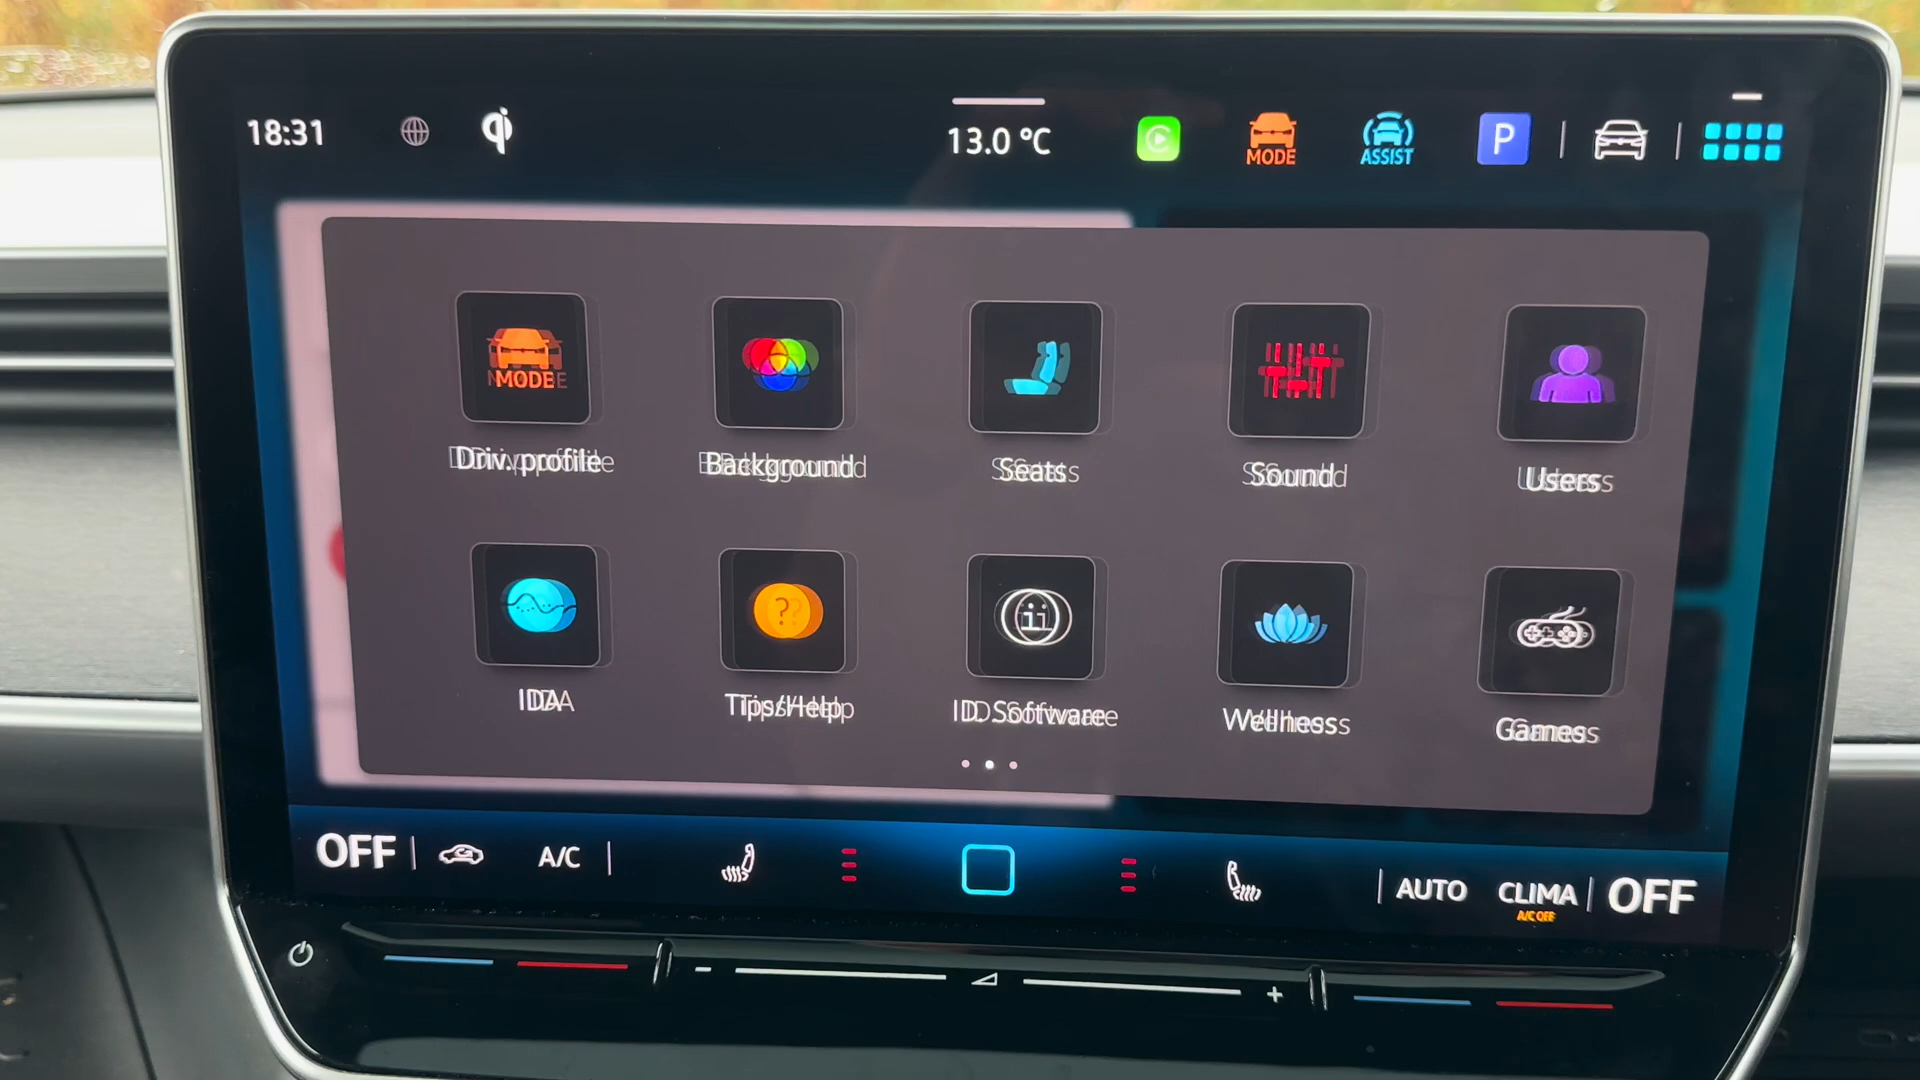 18:31
13.0 °C
MODE
ASSIST
P
MODE
Driv. profile
Background
Seats
Sound
Users
IDA
Tips/Help
ID. Software
Wellness
Games
OFF
A/C
AUTO
CLIMA
A/C OFF
OFF